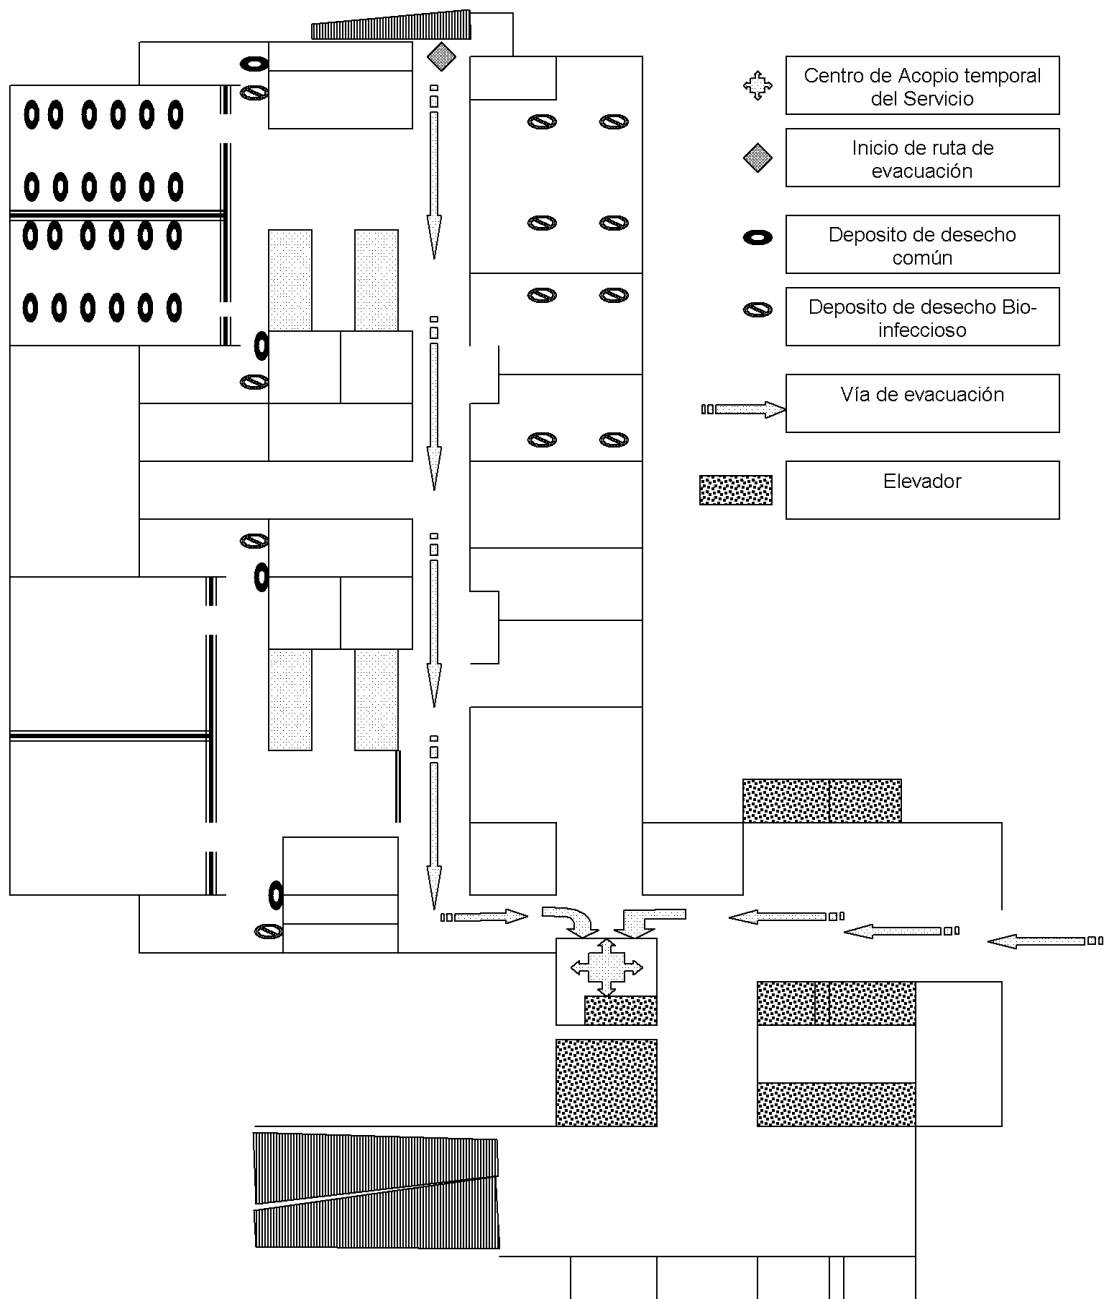 Centro de Acopio temporal
del Servicio
Inicio de ruta de
evacuación
Deposito de desecho
común
Deposito de desecho Bio-
infeccioso
Vía de evacuación
Elevador